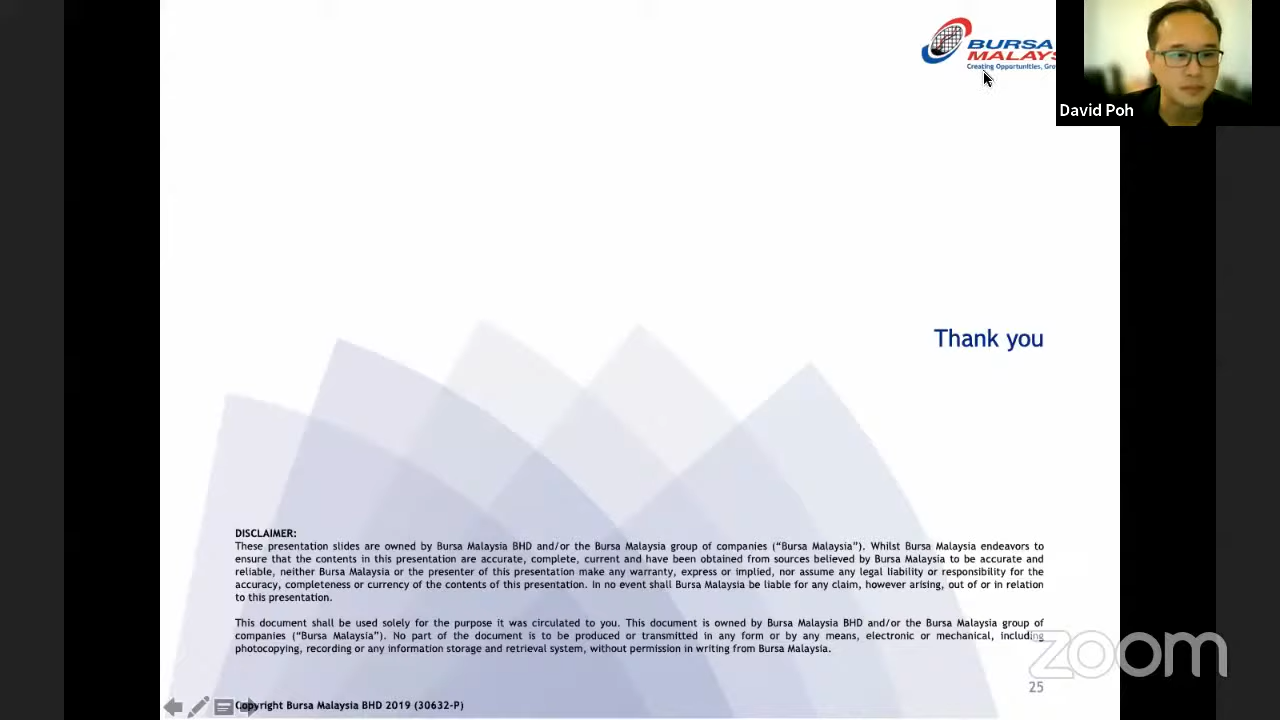 BURSA
MALAYS
Creating Opportunities, Gro
David Poh
Thank you
DISCLAIMER:
These presentation slides are owned by Bursa Malaysia BHD and/or the Bursa Malaysia group of companies (“Bursa Malaysia”). Whilst Bursa Malaysia endeavors to
ensure that the contents in this presentation are accurate, complete, current and have been obtained from sources believed by Bursa Malaysia to be accurate and
reliable, neither Bursa Malaysia or the presenter of this presentation make any warranty, express or implied, nor assume any legal liability or responsibility for the
accuracy, completeness or currency of the contents of this presentation. In no event shall Bursa Malaysia be liable for any claim, however arising, out of or in relation
to this presentation.
This document shall be used solely for the purpose it was circulated to you. This document is owned by Bursa Malaysia BHD and/or the Bursa Malaysia group of
companies (“Bursa Malaysia”). No part of the document is to be produced or transmitted in any form or by any means, electronic or mechanical, including
photocopying, recording or any information storage and retrieval system, without permission in writing from Bursa Malaysia.
zoom
25
Copyright Bursa Malaysia BHD 2019 (30632-P)